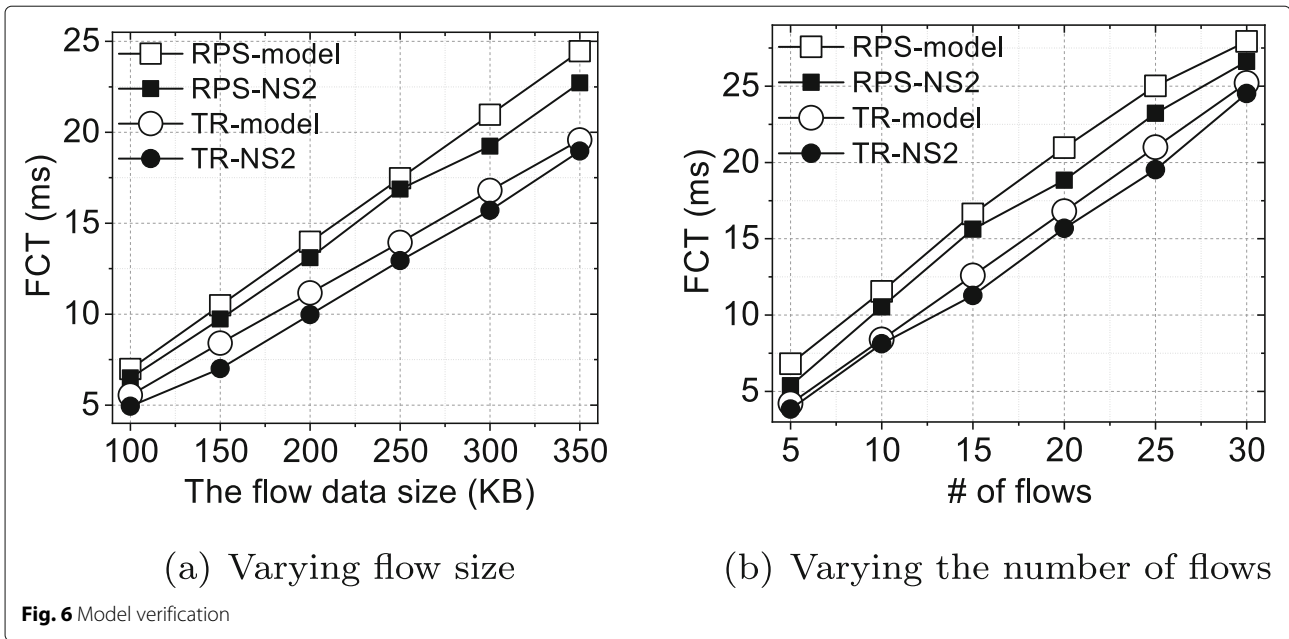 25
20
15
10
5
FCT (ms)
RPS-model
RPS-NS2
TR-model
TR-NS2
100 150 200 250 300 350
The flow data size (KB)
(a) Varying flow size
25
20
15
10
5
FCT (ms)
RPS-model
RPS-NS2
TR-model
TR-NS2
5 10 15 20 25 30
# of flows
(b) Varying the number of flows
Fig. 6 Model verification